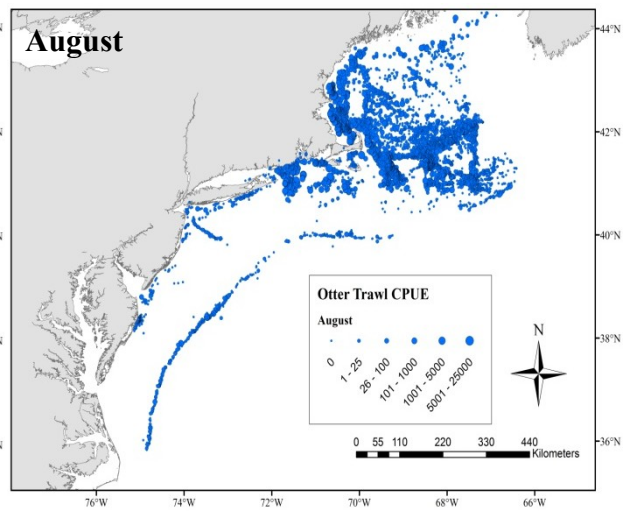 August
44°N
42°N
40°N
38°N
36°N
Otter Trawl CPUE
August
0
1 - 25
26 - 100
101 - 1000
1001 - 5000
5001 - 25000
N
0 55 110 220 330 440
Kilometers
76°W 74°W 72°W 70°W 68°W 66°W